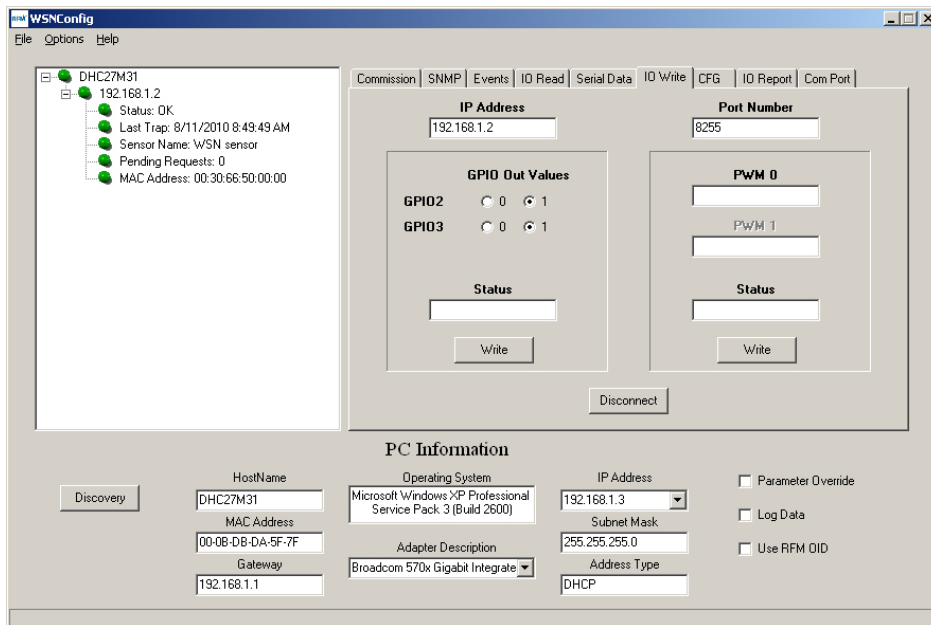 RFM WSNConfig
File Options Help
DHC27M31
192.168.1.2
Status: OK
Last Trap: 8/11/2010 8:49:49 AM
Sensor Name: WSN sensor
Pending Requests: 0
MAC Address: 00:30:66:50:00:00
Commission SNMP Events IO Read Serial Data IO Write CFG IO Report Com Port
IP Address Port Number
192.168.1.2 8255
GPIO Out Values PWM 0
GPIO2 0 1
PWM 1
GPIO3 0 1
Status Status
Write Write
Disconnect
PC Information
HostName Operating System IP Address
Discovery DHC27M31 Microsoft Windows XP Professional Service Pack 3 (Build 2600) 192.168.1.3 Parameter Override
MAC Address Subnet Mask Log Data
00-0B-DB-DA-5F-7F 255.255.255.0
Adapter Description Use RFM OID
Gateway Broadcom 570x Gigabit Integrate Address Type
192.168.1.1 DHCP